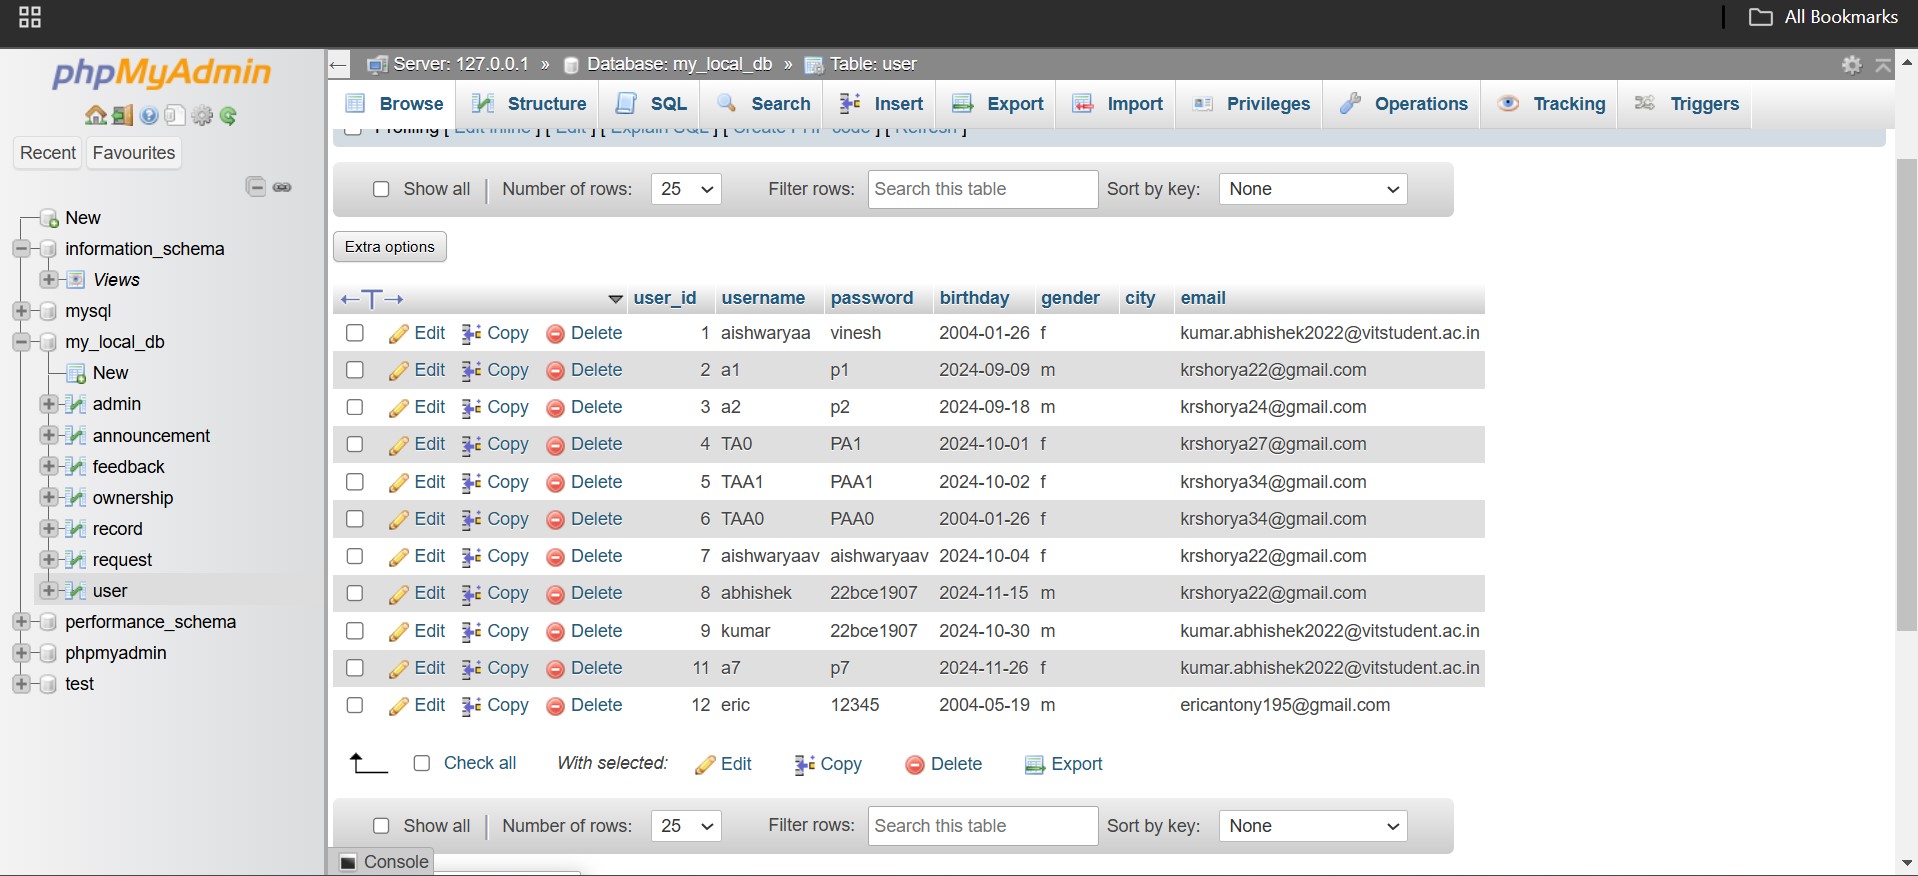 All Bookmarks
phpMyAdmin
Recent Favourites
New
information_schema
Views
mysql
my_local_db
New
admin
announcement
feedback
ownership
record
request
user
performance_schema
phpmyadmin
test
Server: 127.0.0.1 » Database: my_local_db » Table: user
Browse Structure SQL Search Insert Export Import Privileges Operations Tracking Triggers
Profiling [ Edit inline ] [ Edit ] [ Explain SQL ] [ Create PHP code ] [ Refresh ]
Show all Number of rows: 25 Filter rows: Search this table Sort by key: None
Extra options
user_id username password birthday gender city email
Edit Copy Delete 1 aishwaryaa vinesh 2004-01-26 f kumar.abhishek2022@vitstudent.ac.in
Edit Copy Delete 2 a1 p1 2024-09-09 m krshorya22@gmail.com
Edit Copy Delete 3 a2 p2 2024-09-18 m krshorya24@gmail.com
Edit Copy Delete 4 TA0 PA1 2024-10-01 f krshorya27@gmail.com
Edit Copy Delete 5 TAA1 PAA1 2024-10-02 f krshorya34@gmail.com
Edit Copy Delete 6 TAA0 PAA0 2004-01-26 f krshorya34@gmail.com
Edit Copy Delete 7 aishwaryaav aishwaryaav 2024-10-04 f krshorya22@gmail.com
Edit Copy Delete 8 abhishek 22bce1907 2024-11-15 m krshorya22@gmail.com
Edit Copy Delete 9 kumar 22bce1907 2024-10-30 m kumar.abhishek2022@vitstudent.ac.in
Edit Copy Delete 11 a7 p7 2024-11-26 f kumar.abhishek2022@vitstudent.ac.in
Edit Copy Delete 12 eric 12345 2004-05-19 m ericantony195@gmail.com
Check all With selected: Edit Copy Delete Export
Show all Number of rows: 25 Filter rows: Search this table Sort by key: None
Console